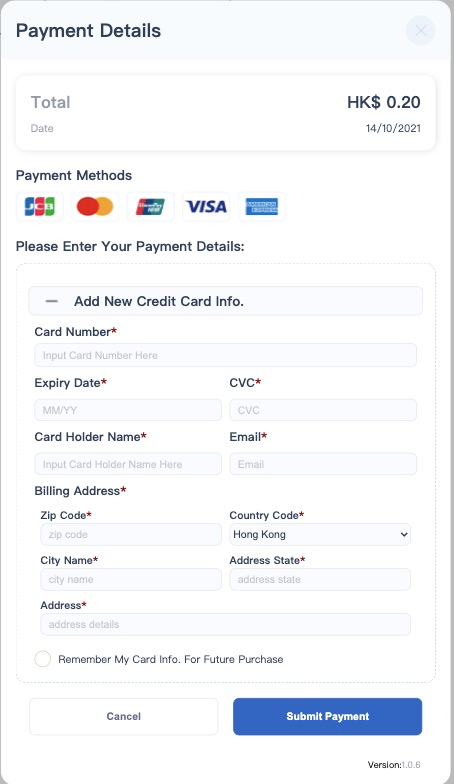 Payment Details
Total HK$ 0.20
Date 14/10/2021
Payment Methods
JCB UnionPay VISA AMERICAN EXPRESS
Please Enter Your Payment Details:
Add New Credit Card Info.
Card Number*
Input Card Number Here
Expiry Date* CVC*
MM/YY CVC
Card Holder Name* Email*
Input Card Holder Name Here Email
Billing Address*
Zip Code* Country Code*
zip code Hong Kong
City Name* Address State*
city name address state
Address*
address details
Remember My Card Info. For Future Purchase
Cancel Submit Payment
Version:1.0.6